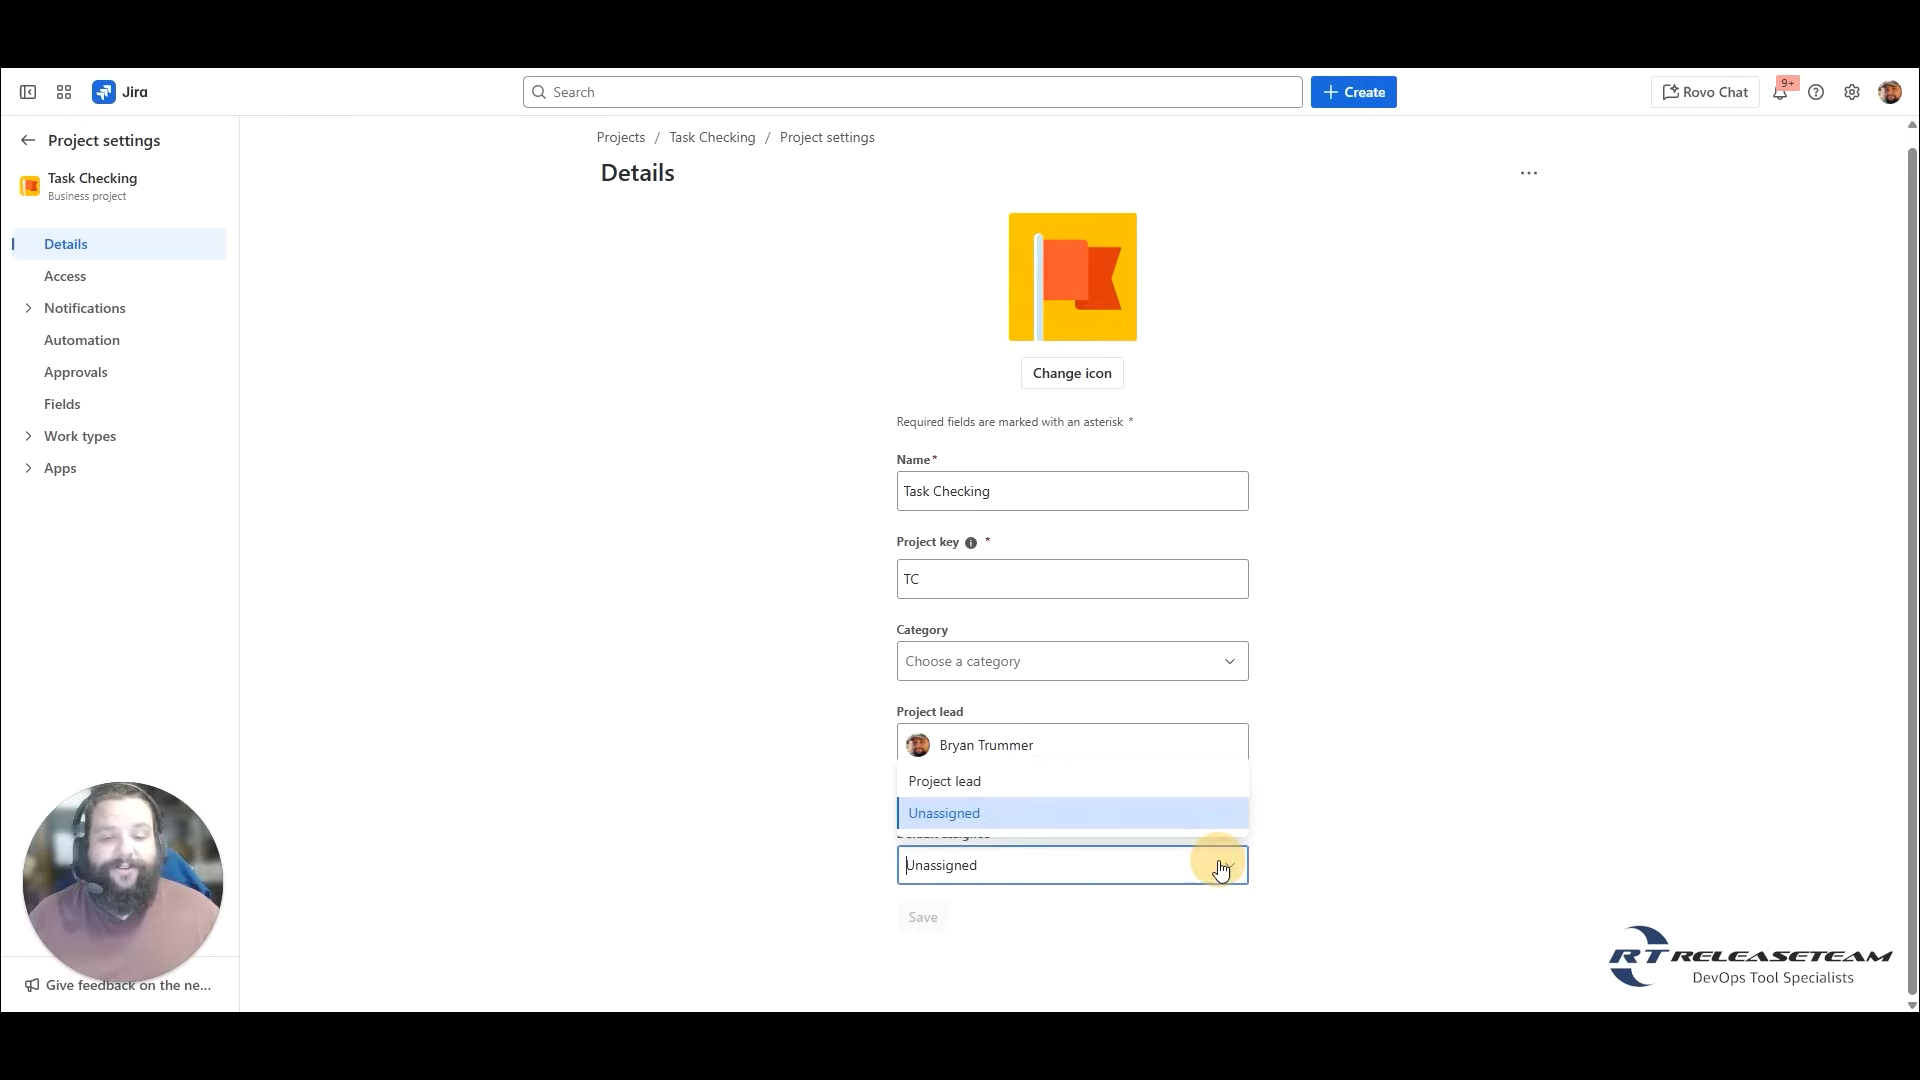 Jira
Search
Create
Rovo Chat
9+
Project settings
Task Checking
Business project
Details
Access
Notifications
Automation
Approvals
Fields
Work types
Apps
Give feedback on the ne...
Projects / Task Checking / Project settings
Details
Change icon
Required fields are marked with an asterisk *
Name *
Task Checking
Project key *
TC
Category
Choose a category
Project lead
Bryan Trummer
Project lead
Unassigned
Unassigned
Save
RT RELEASETEAM
DevOps Tool Specialists